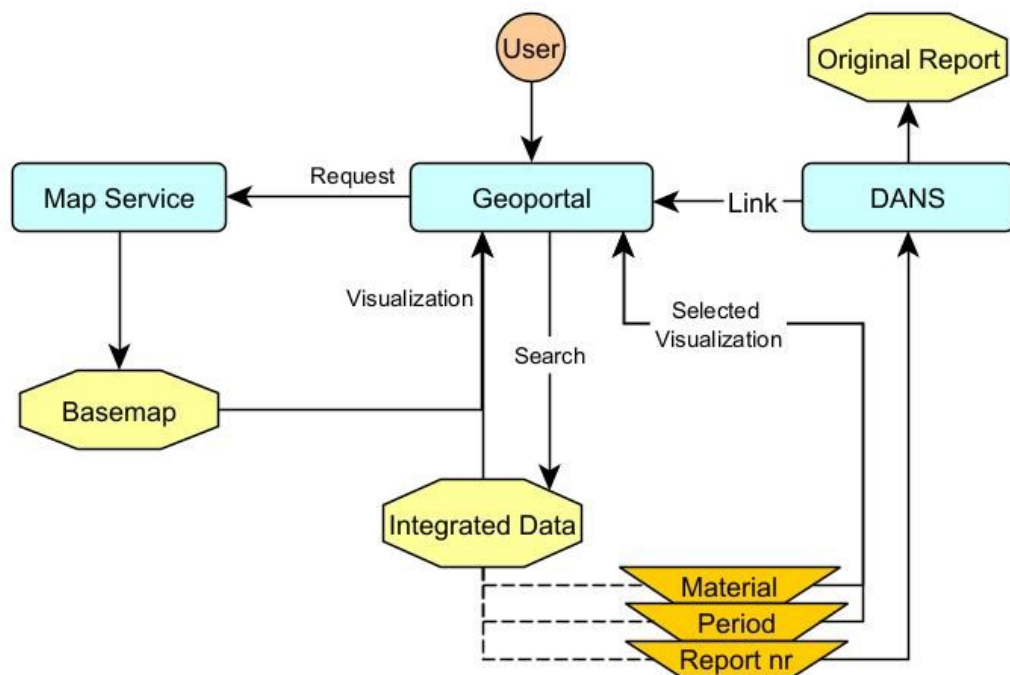 User
Original Report
Map Service
Request
Geoportal
Link
DANS
Visualization
Selected
Visualization
Search
Basemap
Integrated Data
Material
Period
Report nr